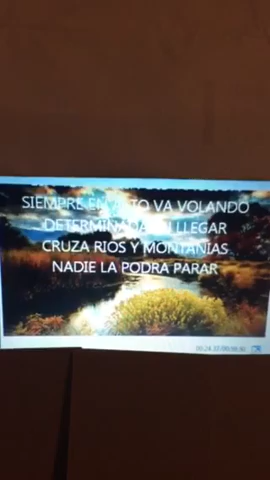 SIEMPRE EN ALTO VA VOLANDO
DETERMINADA A LLEGAR
CRUZA RIOS Y MONTANIAS
NADIE LA PODRA PARAR